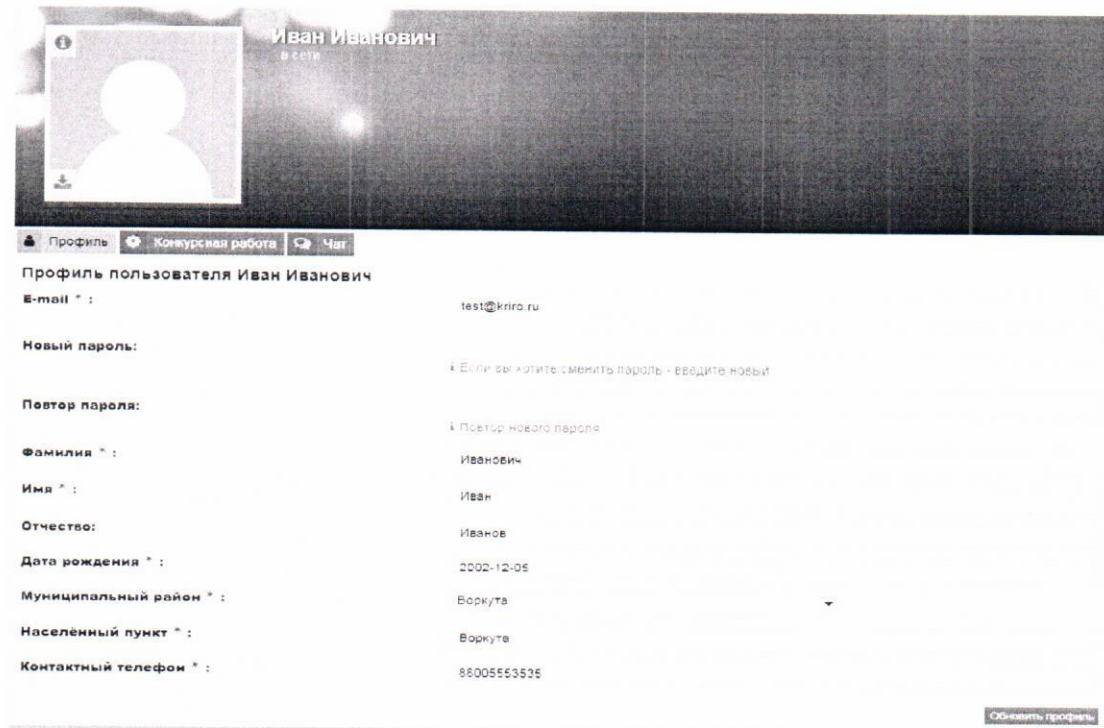 Иван Иванович
в сети
Профиль Конкурсная работа Чат
Профиль пользователя Иван Иванович
E-mail * : test@kriro.ru
Новый пароль:
Если вы хотите сменить пароль - введите новый
Повтор пароля:
Повтор нового пароля
Фамилия * : Иванович
Имя * : Иван
Отчество: Иванов
Дата рождения * : 2002-12-05
Муниципальный район * : Воркута
Населённый пункт * : Воркута
Контактный телефон * : 88005553535
Обновить профиль